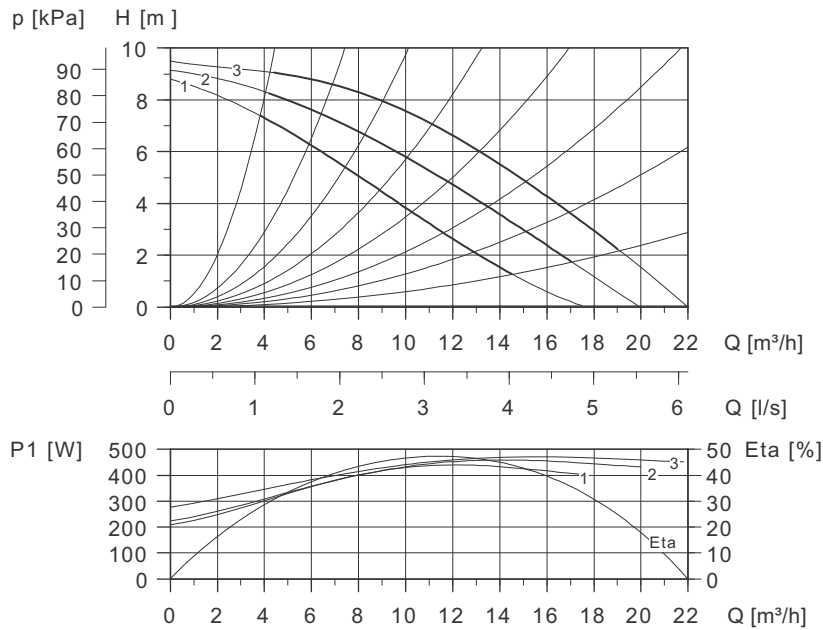 p [kPa] H [m ]
90 80 70 60 50 40 30 20 10 0
10 8 6 4 2 0
1 2 3
0 2 4 6 8 10 12 14 16 18 20 22 Q [m³/h]
0 1 2 3 4 5 6 Q [l/s]
P1 [W] Eta [%]
500 400 300 200 100 0
50 40 30 20 10 0
1 2 3
Eta
0 2 4 6 8 10 12 14 16 18 20 22 Q [m³/h]